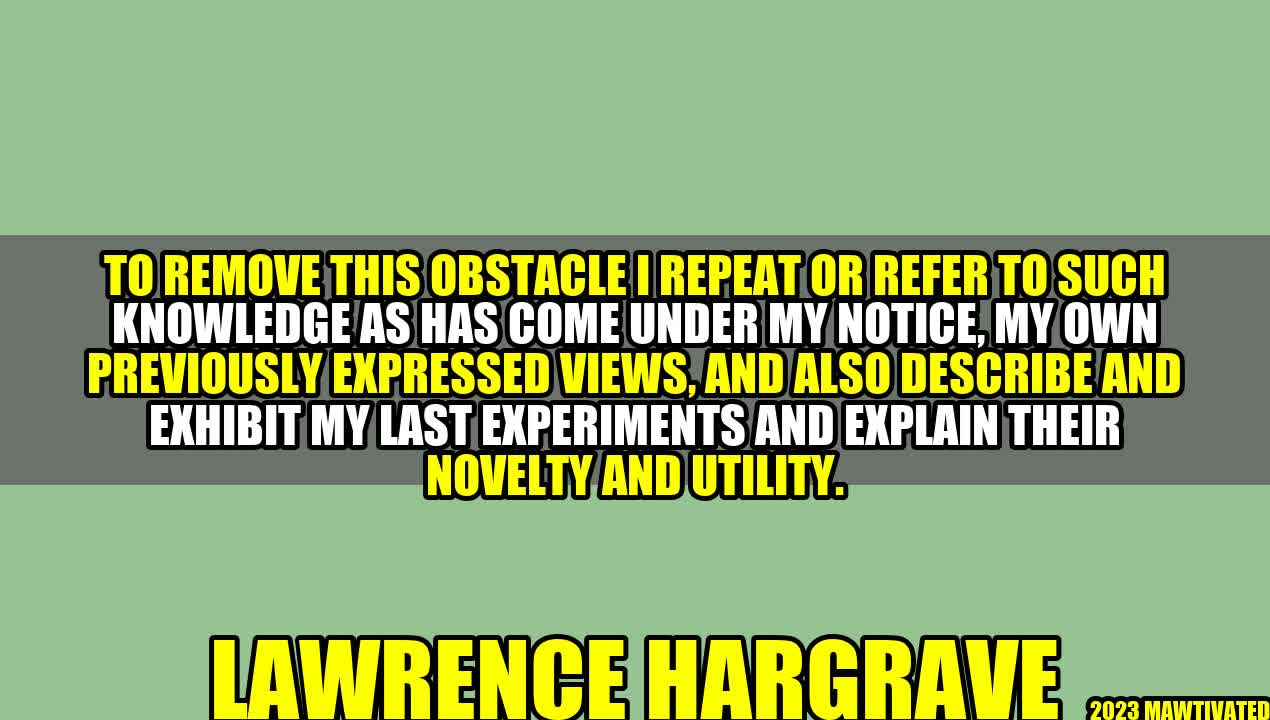 TO REMOVE THIS OBSTACLE I REPEAT OR REFER TO SUCH
KNOWLEDGE AS HAS COME UNDER MY NOTICE, MY OWN
PREVIOUSLY EXPRESSED VIEWS, AND ALSO DESCRIBE AND
EXHIBIT MY LAST EXPERIMENTS AND EXPLAIN THEIR
NOVELTY AND UTILITY.
LAWRENCE HARGRAVE
2023 MAWTIVATED